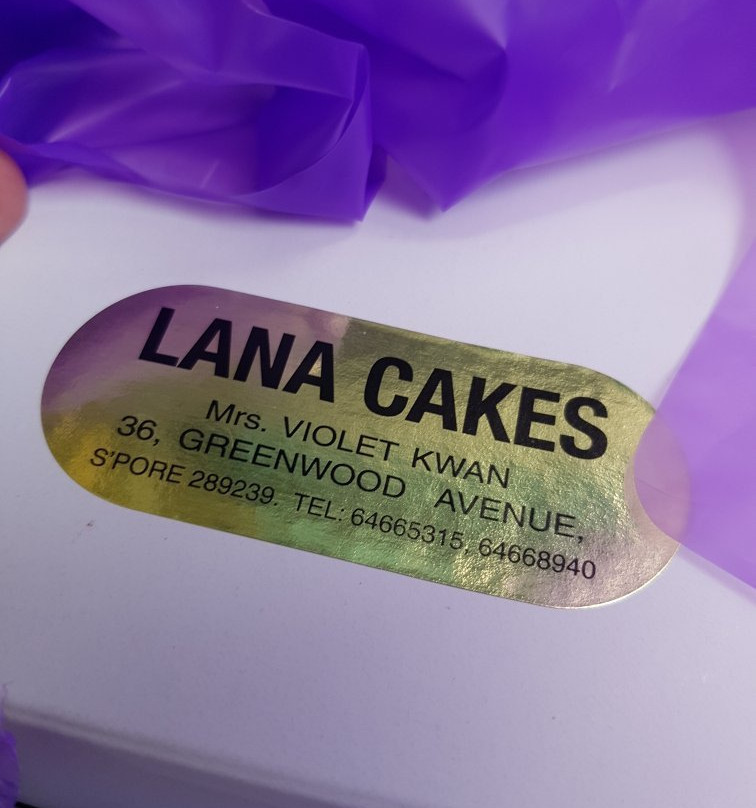 LANA CAKES
Mrs. VIOLET KWAN
36, GREENWOOD AVENUE,
S'PORE 289239. TEL: 64665315, 64668940